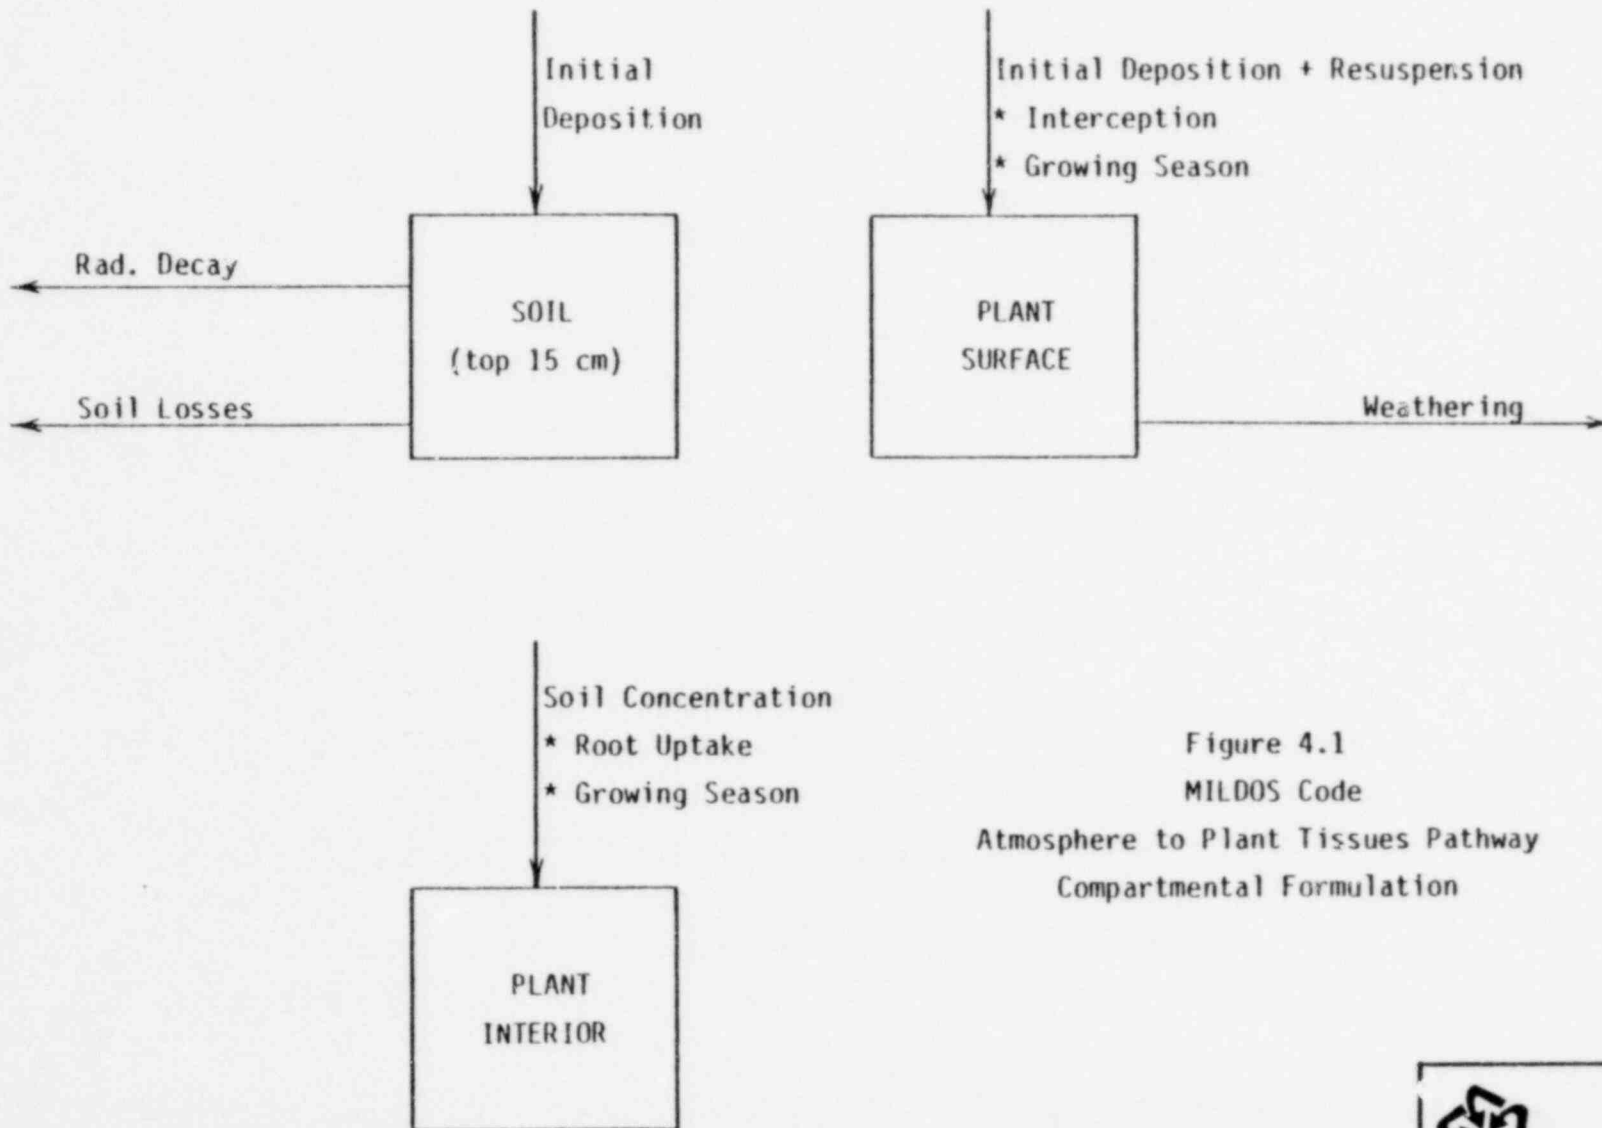 Initial
Deposition
Initial Deposition + Resuspension
* Interception
* Growing Season
Rad. Decay
SOIL
(top 15 cm)
Soil Losses
PLANT
SURFACE
Weathering
Soil Concentration
* Root Uptake
* Growing Season
PLANT
INTERIOR
Figure 4.1
MILDOS Code
Atmosphere to Plant Tissues Pathway
Compartmental Formulation